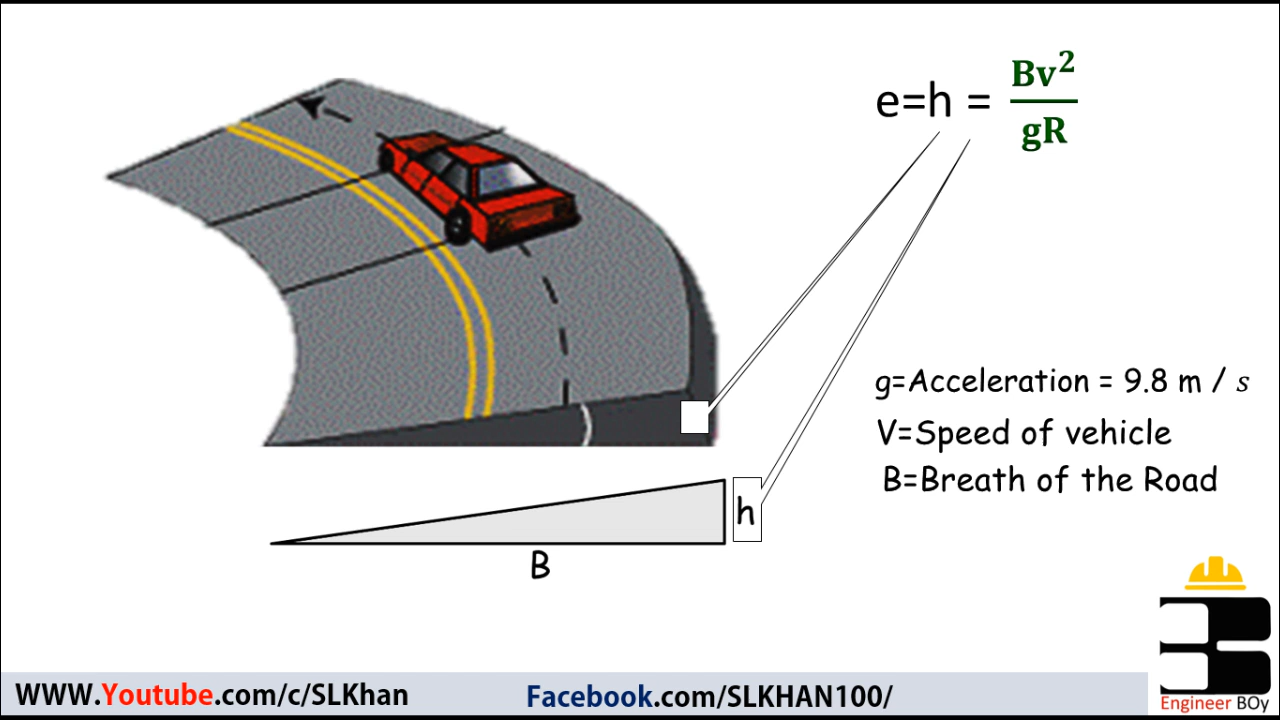 e=h = Bv²
gR
g=Acceleration = 9.8 m / s
V=Speed of vehicle
B=Breath of the Road
h
B
WWW.Youtube.com/c/SLKhan
Facebook.com/SLKHAN100/
Engineer BOy